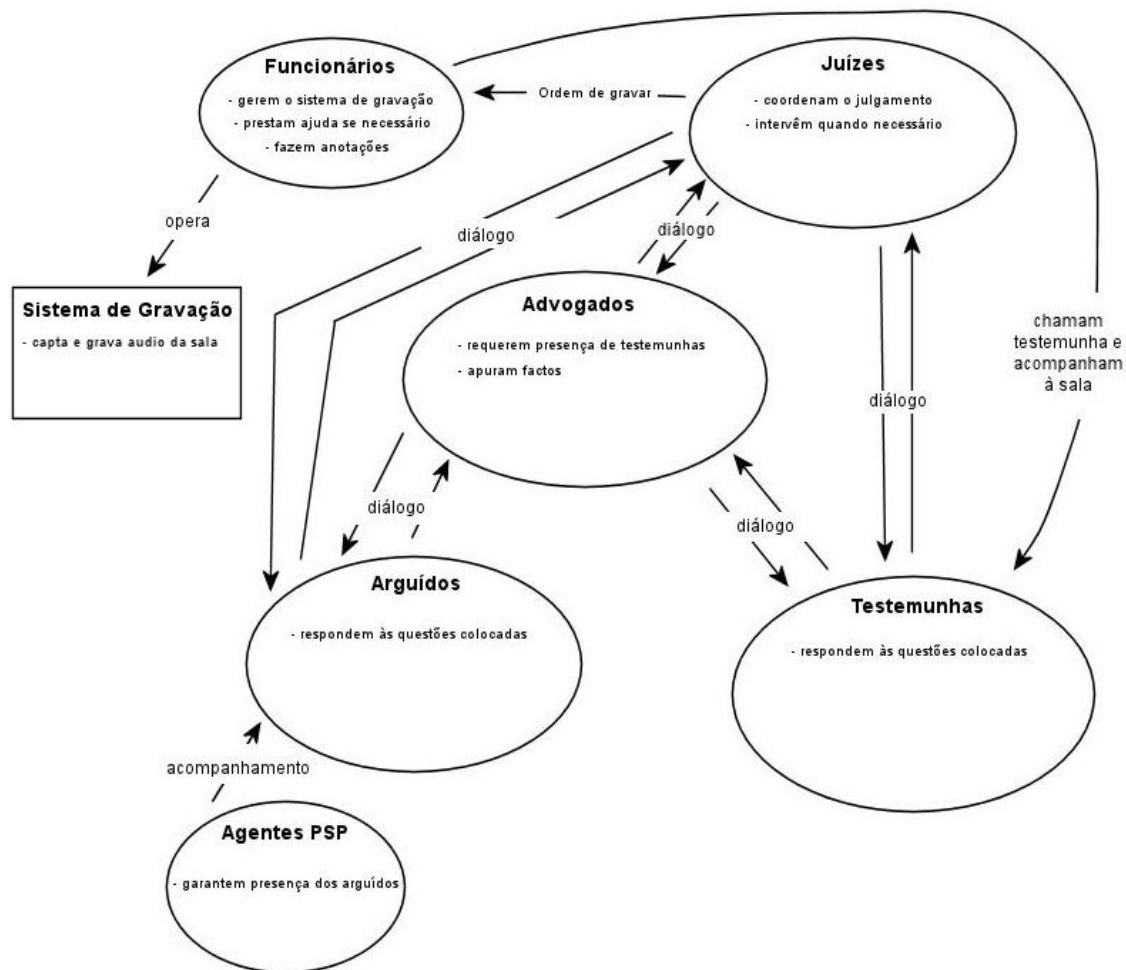 Funcionários
- gerem o sistema de gravação
- prestam ajuda se necessário
- fazem anotações
Ordem de gravar
Juízes
- coordenam o julgamento
- intervêm quando necessário
opera
diálogo
diálogo
Sistema de Gravação
- capta e grava audio da sala
Advogados
- requerem presença de testemunhas
- apuram factos
chamam
testemunha e
acompanham
à sala
diálogo
diálogo
diálogo
Arguídos
- respondem às questões colocadas
Testemunhas
- respondem às questões colocadas
acompanhamento
Agentes PSP
- garantem presença dos arguídos